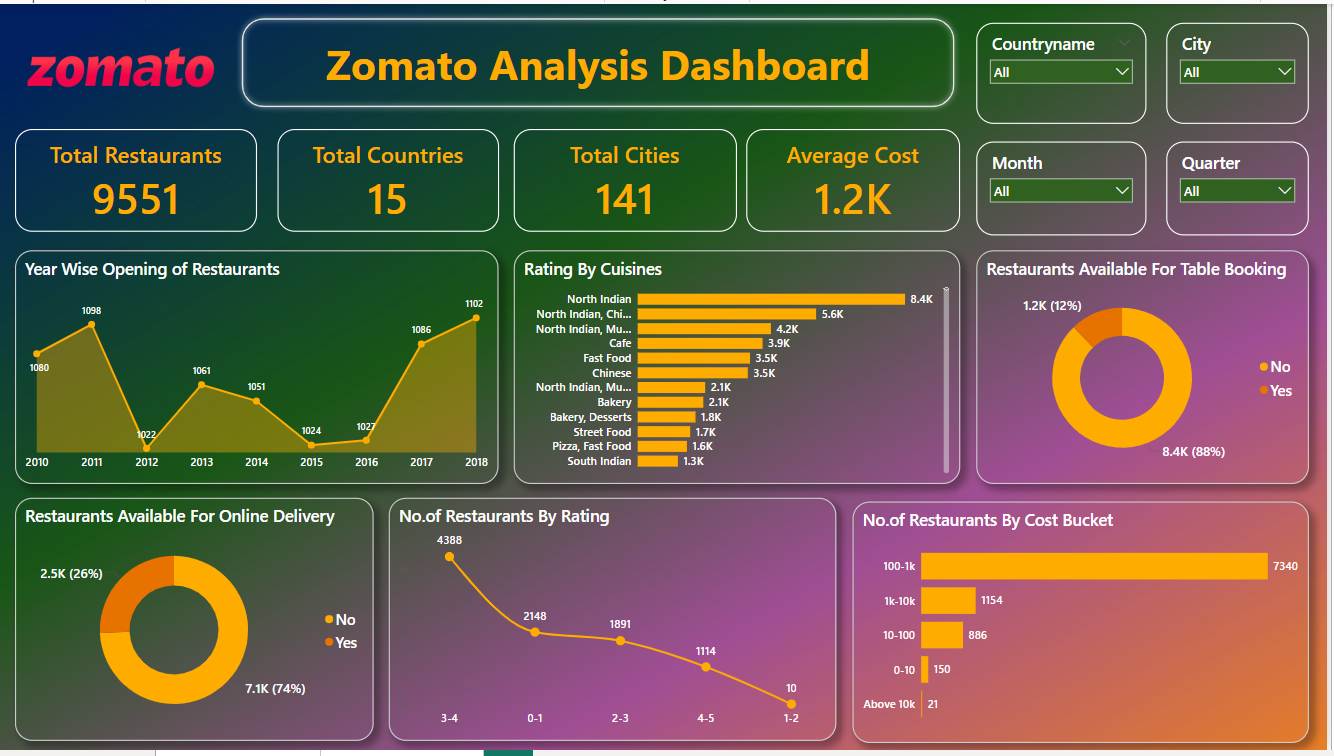 zomato
Zomato Analysis Dashboard
Countryname
All
City
All
Month
All
Quarter
All
Total Restaurants
9551
Total Countries
15
Total Cities
141
Average Cost
1.2K
Year Wise Opening of Restaurants
1080
1098
1022
1061
1051
1024
1027
1086
1102
2010 2011 2012 2013 2014 2015 2016 2017 2018
Rating By Cuisines
North Indian 8.4K
North Indian, Chi... 5.6K
North Indian, Mu... 4.2K
Cafe 3.9K
Fast Food 3.5K
Chinese 3.5K
North Indian, Mu... 2.1K
Bakery 2.1K
Bakery, Desserts 1.8K
Street Food 1.7K
Pizza, Fast Food 1.6K
South Indian 1.3K
Restaurants Available For Table Booking
1.2K (12%)
No
Yes
8.4K (88%)
Restaurants Available For Online Delivery
2.5K (26%)
No
Yes
7.1K (74%)
No.of Restaurants By Rating
4388
2148
1891
1114
10
3-4 0-1 2-3 4-5 1-2
No.of Restaurants By Cost Bucket
100-1k 7340
1k-10k 1154
10-100 886
0-10 150
Above 10k 21